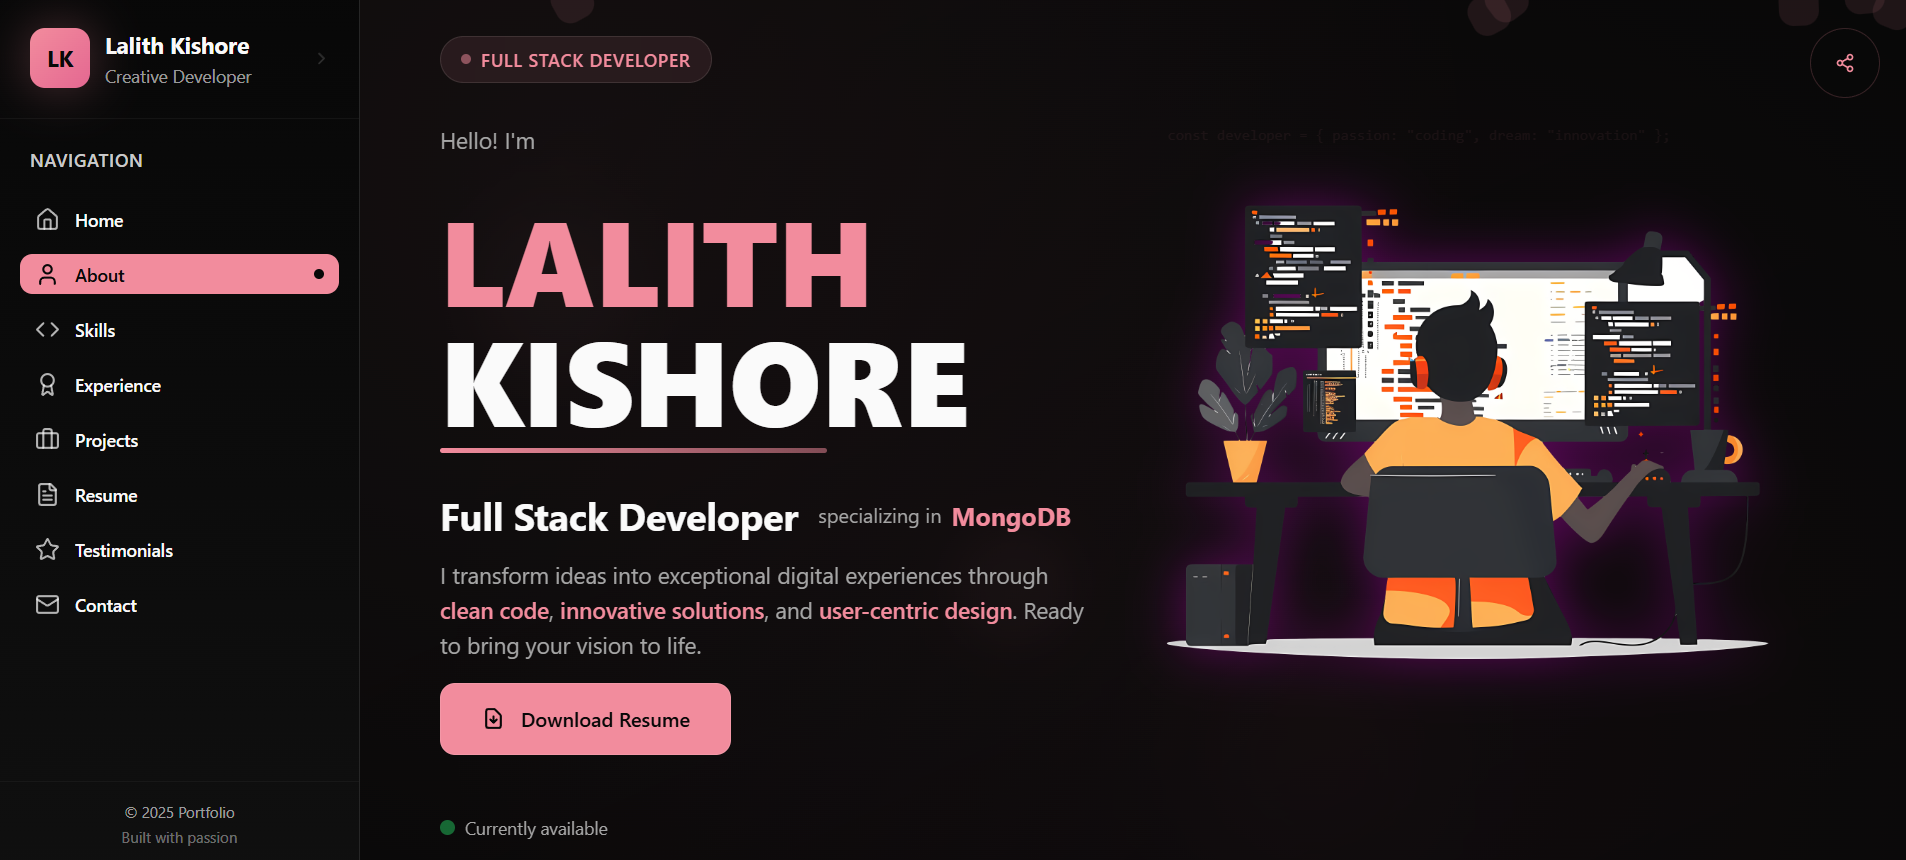 LK
Lalith Kishore
Creative Developer
NAVIGATION
Home
About
Skills
Experience
Projects
Resume
Testimonials
Contact
© 2025 Portfolio
Built with passion
FULL STACK DEVELOPER
Hello! I'm
LALITH
KISHORE
Full Stack Developer specializing in MongoDB
I transform ideas into exceptional digital experiences through
clean code, innovative solutions, and user-centric design. Ready
to bring your vision to life.
Download Resume
Currently available
const developer = { passion: "coding", dream: "innovation" };